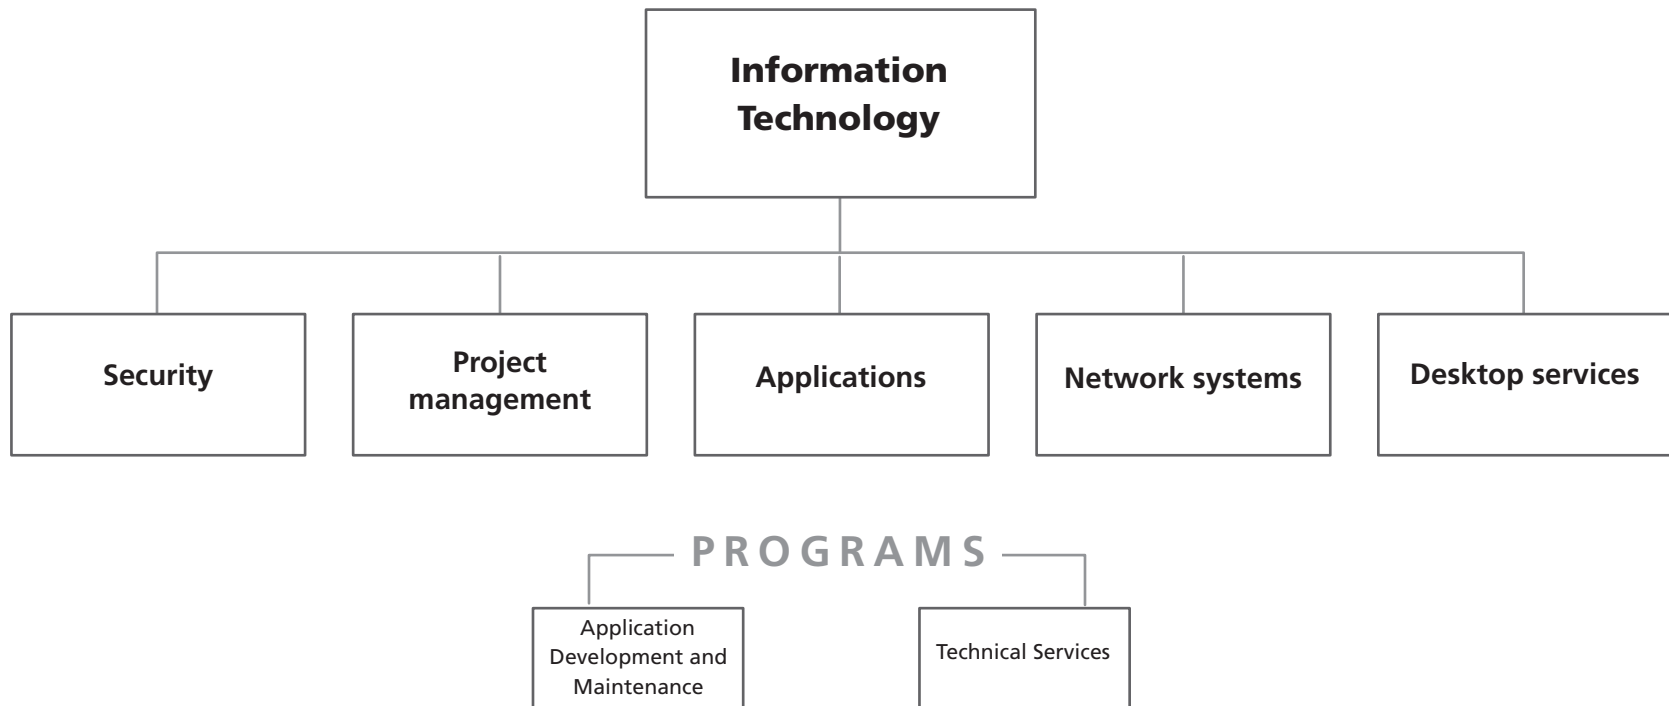 Information
Technology
Security
Project
management
Applications
Network systems
Desktop services
PROGRAMS
Application
Development and
Maintenance
Technical Services